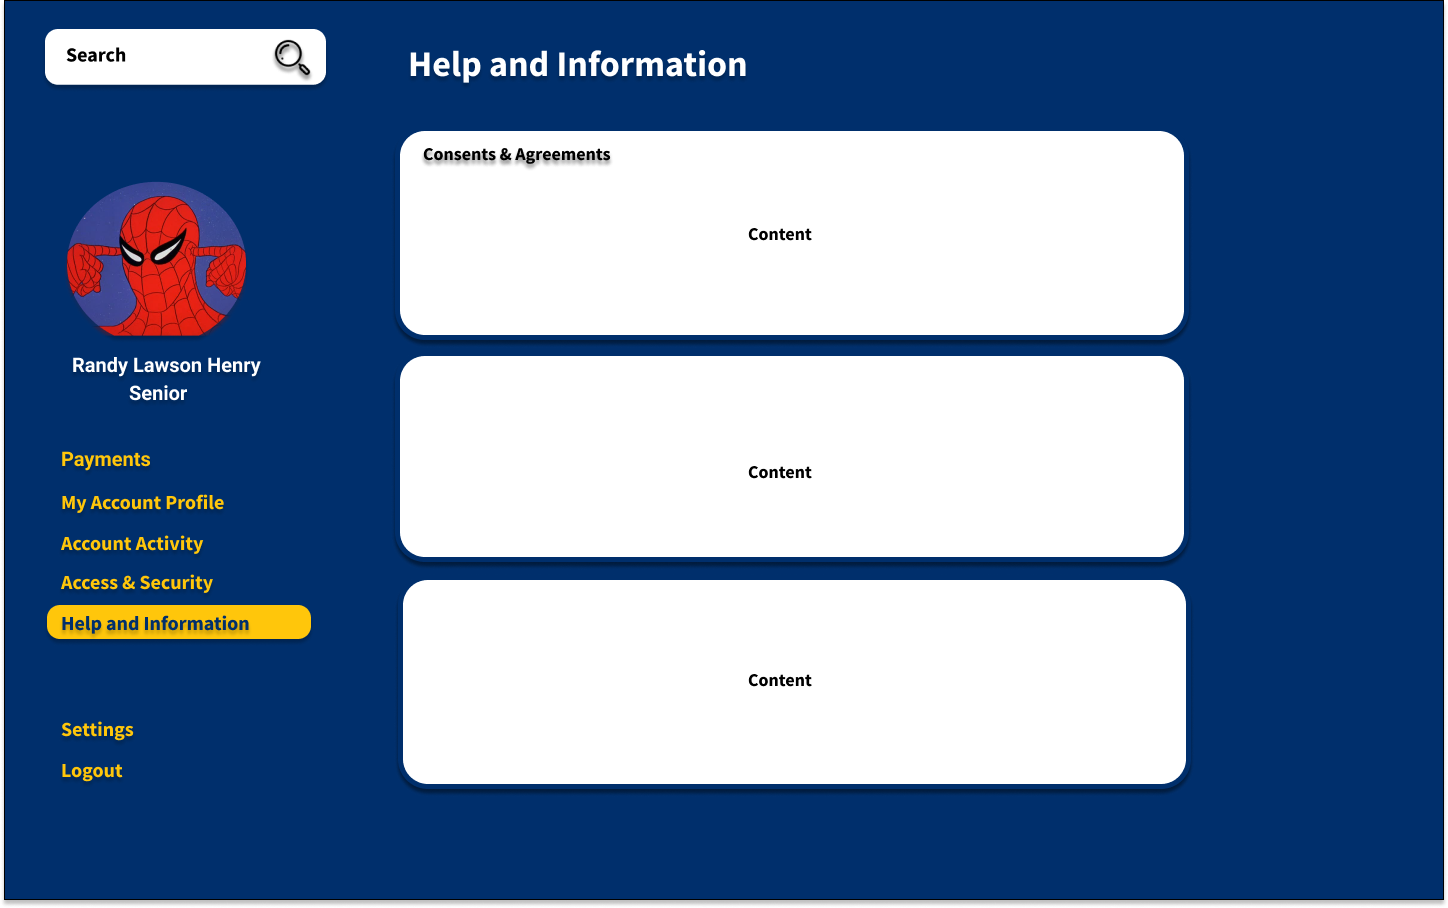 Search
Help and Information
Consents & Agreements
Content
Randy Lawson Henry
Senior
Payments
My Account Profile
Account Activity
Access & Security
Help and Information
Settings
Logout
Content
Content